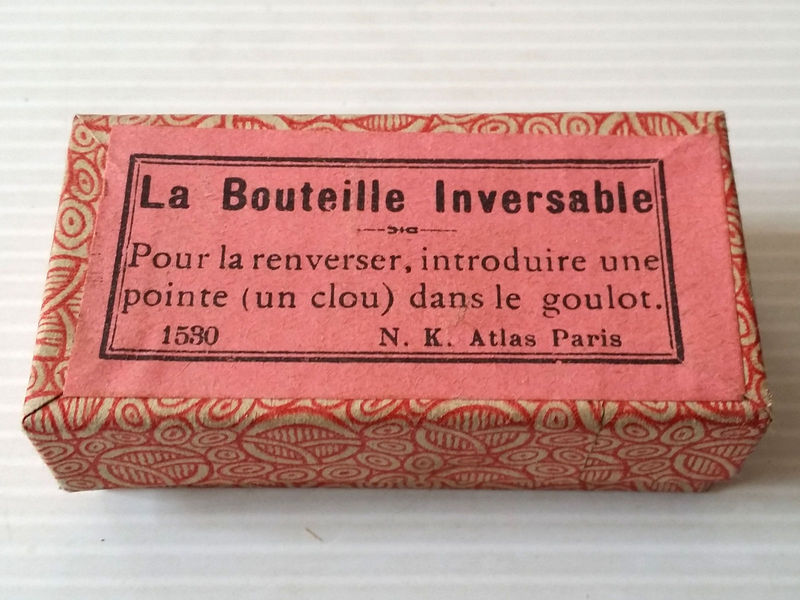 La Bouteille Inversable
Pour la renverser, introduire une
pointe (un clou) dans le goulot.
1530 N. K. Atlas Paris